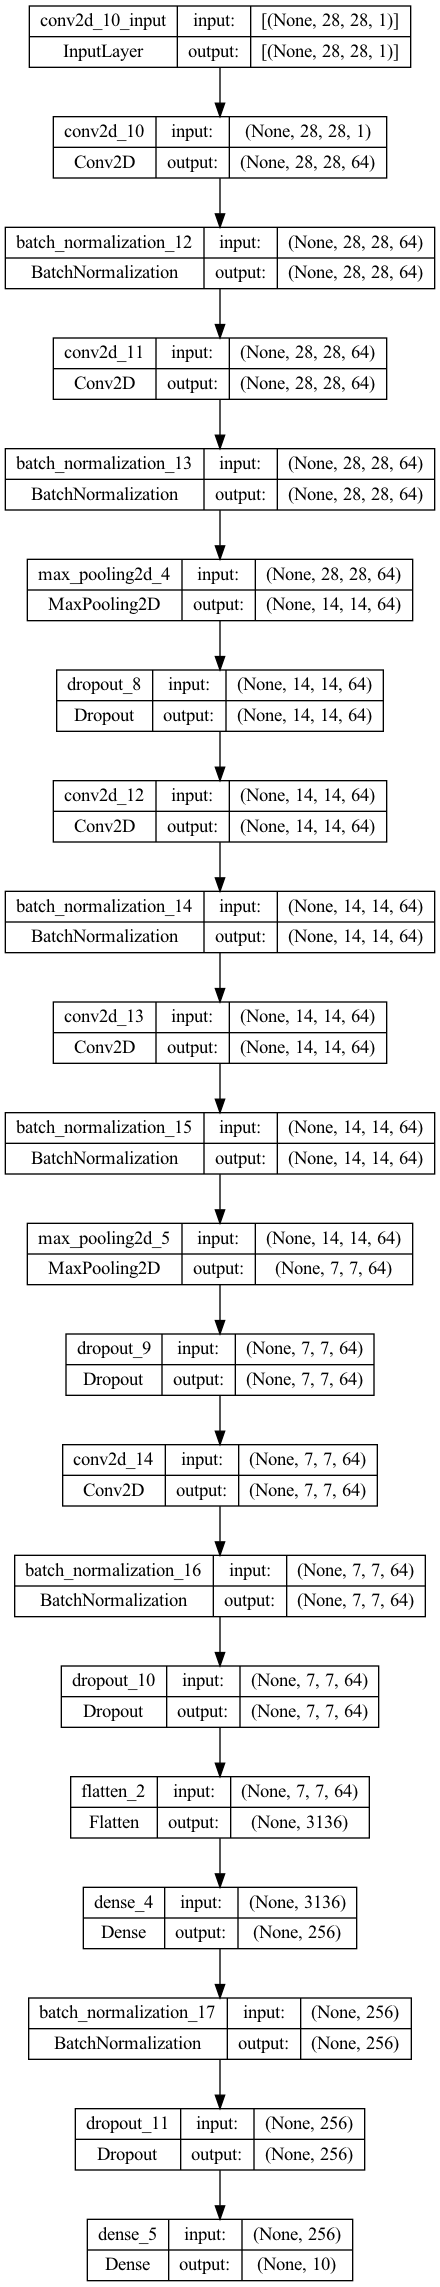 conv2d_10_input input: [(None, 28, 28, 1)]
InputLayer output: [(None, 28, 28, 1)]
conv2d_10 input: (None, 28, 28, 1)
Conv2D output: (None, 28, 28, 64)
batch_normalization_12 input: (None, 28, 28, 64)
BatchNormalization output: (None, 28, 28, 64)
conv2d_11 input: (None, 28, 28, 64)
Conv2D output: (None, 28, 28, 64)
batch_normalization_13 input: (None, 28, 28, 64)
BatchNormalization output: (None, 28, 28, 64)
max_pooling2d_4 input: (None, 28, 28, 64)
MaxPooling2D output: (None, 14, 14, 64)
dropout_8 input: (None, 14, 14, 64)
Dropout output: (None, 14, 14, 64)
conv2d_12 input: (None, 14, 14, 64)
Conv2D output: (None, 14, 14, 64)
batch_normalization_14 input: (None, 14, 14, 64)
BatchNormalization output: (None, 14, 14, 64)
conv2d_13 input: (None, 14, 14, 64)
Conv2D output: (None, 14, 14, 64)
batch_normalization_15 input: (None, 14, 14, 64)
BatchNormalization output: (None, 14, 14, 64)
max_pooling2d_5 input: (None, 14, 14, 64)
MaxPooling2D output: (None, 7, 7, 64)
dropout_9 input: (None, 7, 7, 64)
Dropout output: (None, 7, 7, 64)
conv2d_14 input: (None, 7, 7, 64)
Conv2D output: (None, 7, 7, 64)
batch_normalization_16 input: (None, 7, 7, 64)
BatchNormalization output: (None, 7, 7, 64)
dropout_10 input: (None, 7, 7, 64)
Dropout output: (None, 7, 7, 64)
flatten_2 input: (None, 7, 7, 64)
Flatten output: (None, 3136)
dense_4 input: (None, 3136)
Dense output: (None, 256)
batch_normalization_17 input: (None, 256)
BatchNormalization output: (None, 256)
dropout_11 input: (None, 256)
Dropout output: (None, 256)
dense_5 input: (None, 256)
Dense output: (None, 10)